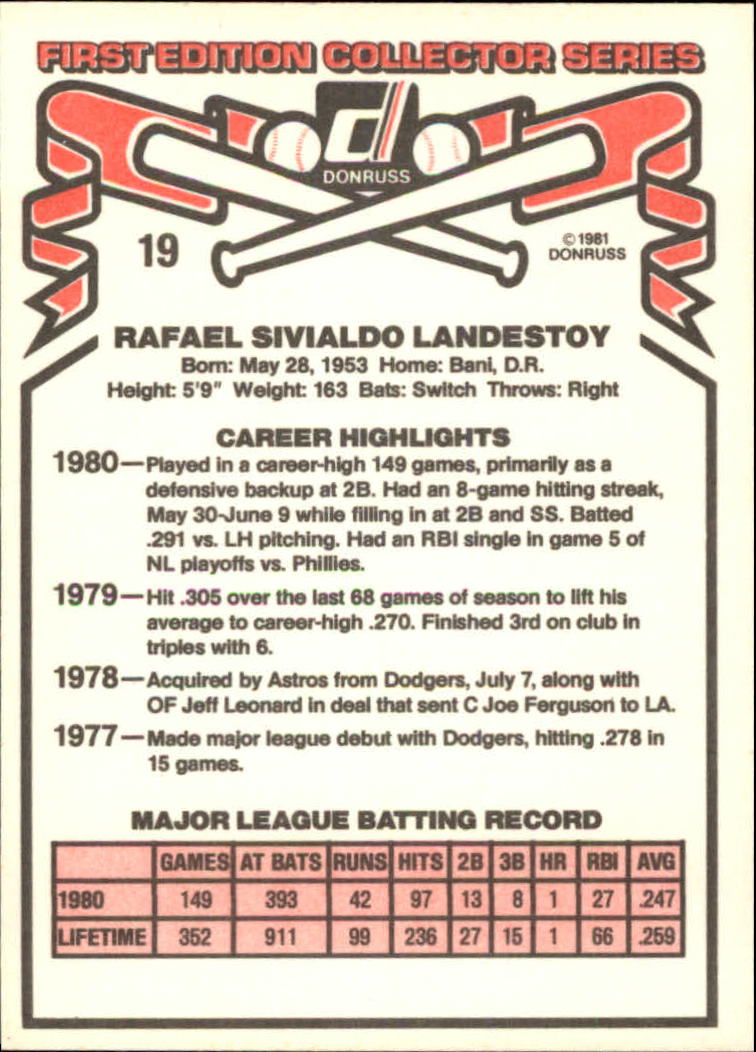 FIRST EDITION COLLECTOR SERIES
DONRUSS
19
©1981
DONRUSS
RAFAEL SIVIALDO LANDESTOY
Born: May 28, 1953 Home: Bani, D.R.
Height: 5'9" Weight: 163 Bats: Switch Throws: Right
CAREER HIGHLIGHTS
1980—Played in a career-high 149 games, primarily as a
defensive backup at 2B. Had an 8-game hitting streak,
May 30-June 9 while filling in at 2B and SS. Batted
.291 vs. LH pitching. Had an RBI single in game 5 of
NL playoffs vs. Phillies.
1979—Hit .305 over the last 68 games of season to lift his
average to career-high .270. Finished 3rd on club in
triples with 6.
1978—Acquired by Astros from Dodgers, July 7, along with
OF Jeff Leonard in deal that sent C Joe Ferguson to LA.
1977—Made major league debut with Dodgers, hitting .278 in
15 games.
MAJOR LEAGUE BATTING RECORD
GAMES AT BATS RUNS HITS 2B 3B HR RBI AVG
1980 149 393 42 97 13 8 1 27 .247
LIFETIME 352 911 99 236 27 15 1 66 .259